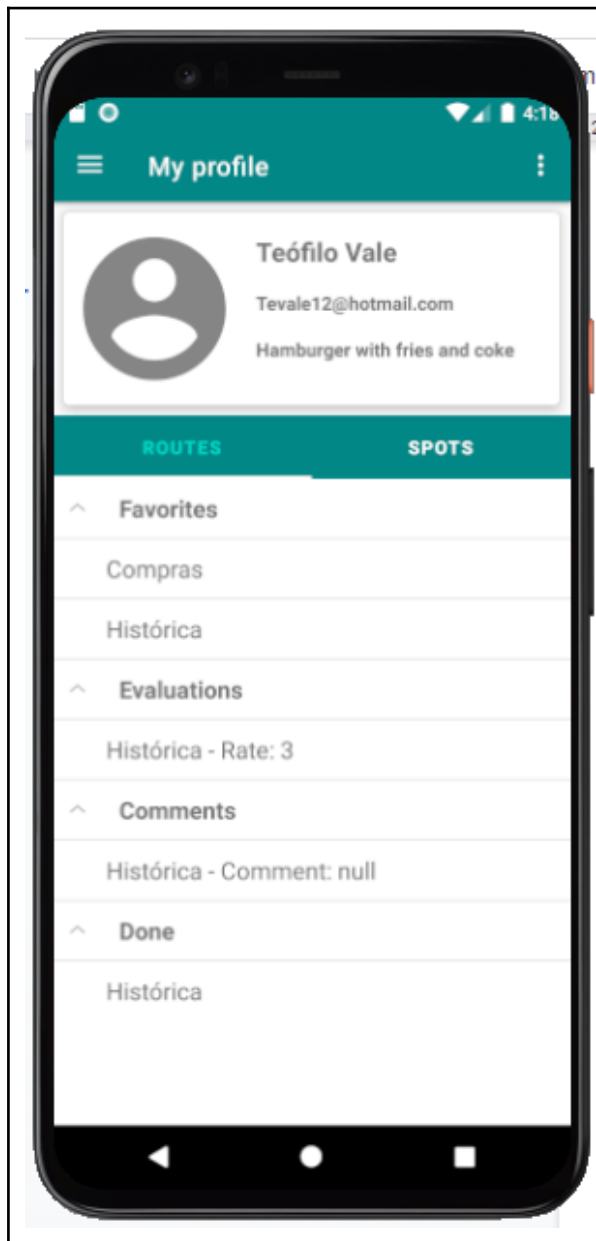 4:18
My profile
Teófilo Vale
Tevale12@hotmail.com
Hamburger with fries and coke
ROUTES SPOTS
Favorites
Compras
Histórica
Evaluations
Histórica - Rate: 3
Comments
Histórica - Comment: null
Done
Histórica